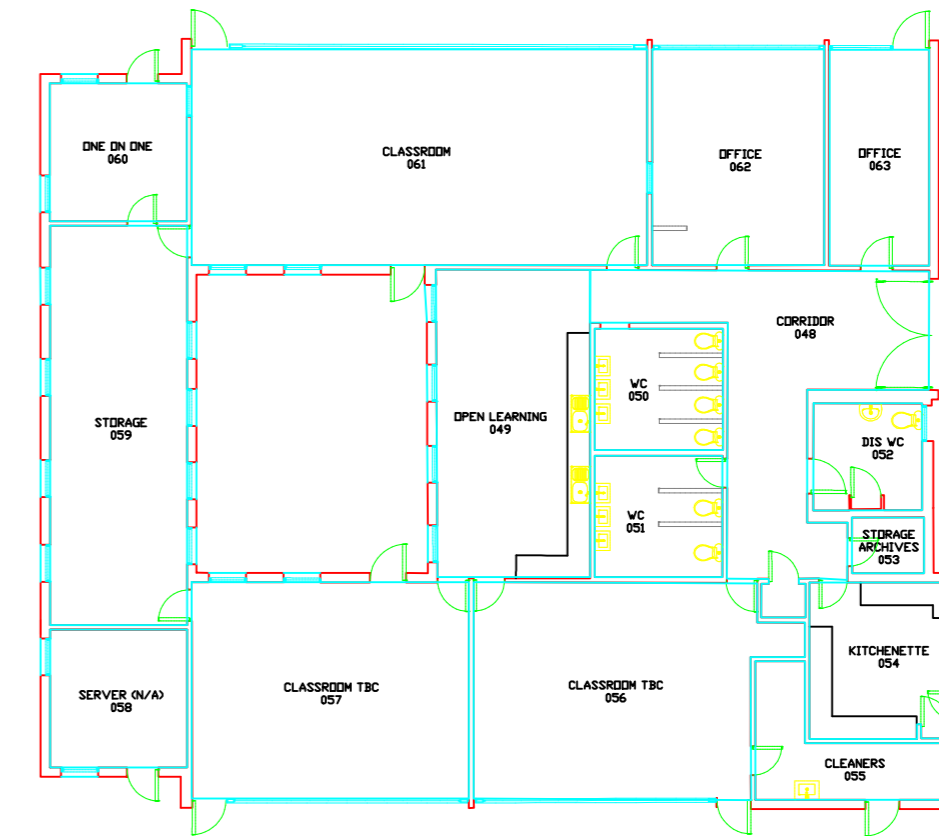 ONE ON ONE
060
CLASSROOM
061
OFFICE
062
OFFICE
063
CORRIDOR
048
WC
050
STORAGE
059
OPEN LEARNING
049
DIS WC
052
WC
051
STORAGE
ARCHIVES
053
KITCHENETTE
054
SERVER (N/A)
058
CLASSROOM TBC
057
CLASSROOM TBC
056
CLEANERS
055